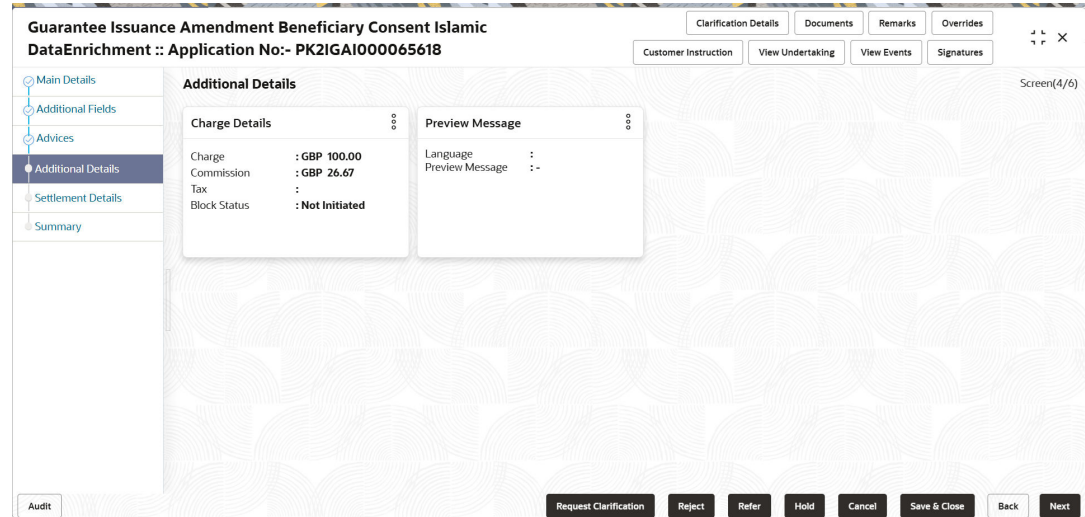 Guarantee Issuance Amendment Beneficiary Consent Islamic
DataEnrichment :: Application No:- PK2IGAI000065618
Clarification Details
Documents
Remarks
Overrides
Customer Instruction
View Undertaking
View Events
Signatures
Main Details
Additional Fields
Advices
Additional Details
Settlement Details
Summary
Additional Details
Screen(4/6)
Charge Details
Charge : GBP 100.00
Commission : GBP 26.67
Tax :
Block Status : Not Initiated
Preview Message
Language :
Preview Message : -
Audit
Request Clarification
Reject
Refer
Hold
Cancel
Save & Close
Back
Next